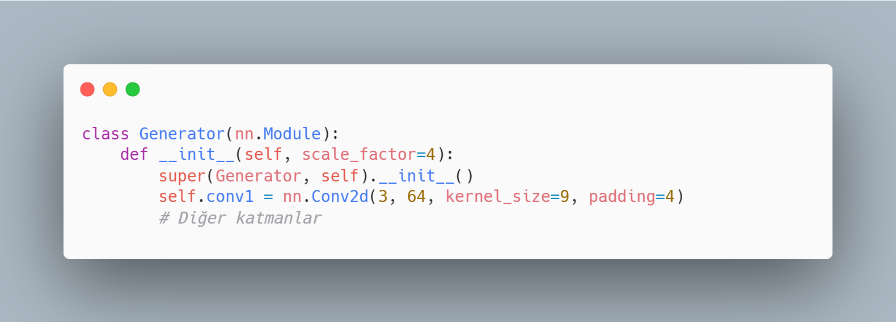 class Generator(nn.Module):
    def __init__(self, scale_factor=4):
        super(Generator, self).__init__()
        self.conv1 = nn.Conv2d(3, 64, kernel_size=9, padding=4)
        # Diğer katmanlar